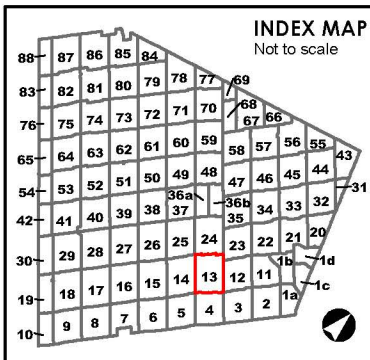 INDEX MAP
Not to scale
88 87 86 85 84
83 82 81 80 79 78 77 69
76 75 74 73 72 71 70 68 67 66
65 64 63 62 61 60 59 58 57 56 55 43
54 53 52 51 50 49 48 47 46 45 44 31
42 41 40 39 38 37 36a 36b 35 34 33 32
30 29 28 27 26 25 24 23 22 21 20
19 18 17 16 15 14 13 12 11 1b 1d 1c
10 9 8 7 6 5 4 3 2 1a